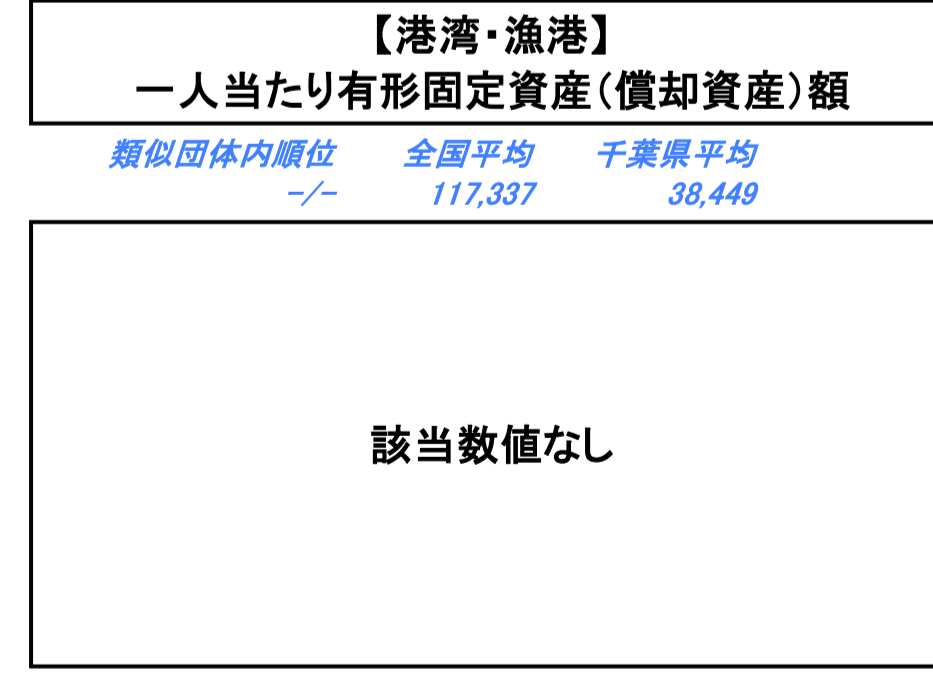 【港湾・漁港】
一人当たり有形固定資産(償却資産)額
類似団体内順位 全国平均 千葉県平均
-/- 117,337 38,449
該当数値なし